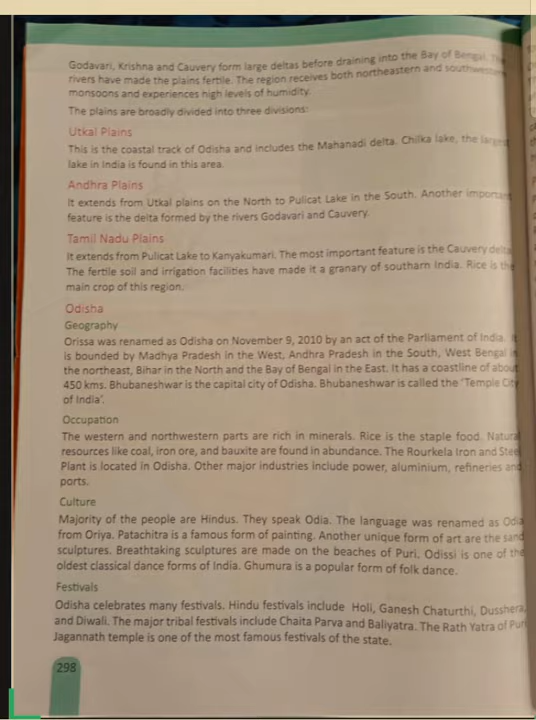 Godavari, Krishna and Cauvery form large deltas before draining into the Bay of Bengal. The
rivers have made the plains fertile. The region receives both northeastern and southwestern
monsoons and experiences high levels of humidity.
The plains are broadly divided into three divisions:
Utkal Plains
This is the coastal track of Odisha and includes the Mahanadi delta. Chilka lake, the largest
lake in India is found in this area.
Andhra Plains
It extends from Utkal plains on the North to Pulicat Lake in the South. Another important
feature is the delta formed by the rivers Godavari and Cauvery.
Tamil Nadu Plains
It extends from Pulicat Lake to Kanyakumari. The most important feature is the Cauvery delta.
The fertile soil and irrigation facilities have made it a granary of southarn India. Rice is the
main crop of this region.
Odisha
Geography
Orissa was renamed as Odisha on November 9, 2010 by an act of the Parliament of India. It
is bounded by Madhya Pradesh in the West, Andhra Pradesh in the South, West Bengal in
the northeast, Bihar in the North and the Bay of Bengal in the East. It has a coastline of about
450 kms. Bhubaneshwar is the capital city of Odisha. Bhubaneshwar is called the 'Temple City
of India'.
Occupation
The western and northwestern parts are rich in minerals. Rice is the staple food. Natural
resources like coal, iron ore, and bauxite are found in abundance. The Rourkela Iron and Steel
Plant is located in Odisha. Other major industries include power, aluminium, refineries and
ports.
Culture
Majority of the people are Hindus. They speak Odia. The language was renamed as Odia
from Oriya. Patachitra is a famous form of painting. Another unique form of art are the sand
sculptures. Breathtaking sculptures are made on the beaches of Puri. Odissi is one of the
oldest classical dance forms of India. Ghumura is a popular form of folk dance.
Festivals
Odisha celebrates many festivals. Hindu festivals include Holi, Ganesh Chaturthi, Dusshera,
and Diwali. The major tribal festivals include Chaita Parva and Baliyatra. The Rath Yatra of Puri
Jagannath temple is one of the most famous festivals of the state.
298